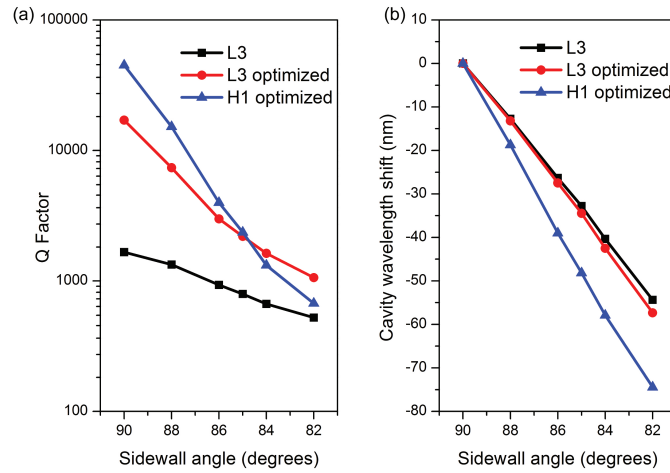 (a)
100000
10000
1000
100
Q Factor
L3
L3 optimized
H1 optimized
90 88 86 84 82
Sidewall angle (degrees)
(b)
0
-10
-20
-30
-40
-50
-60
-70
-80
Cavity wavelength shift (nm)
L3
L3 optimized
H1 optimized
90 88 86 84 82
Sidewall angle (degrees)